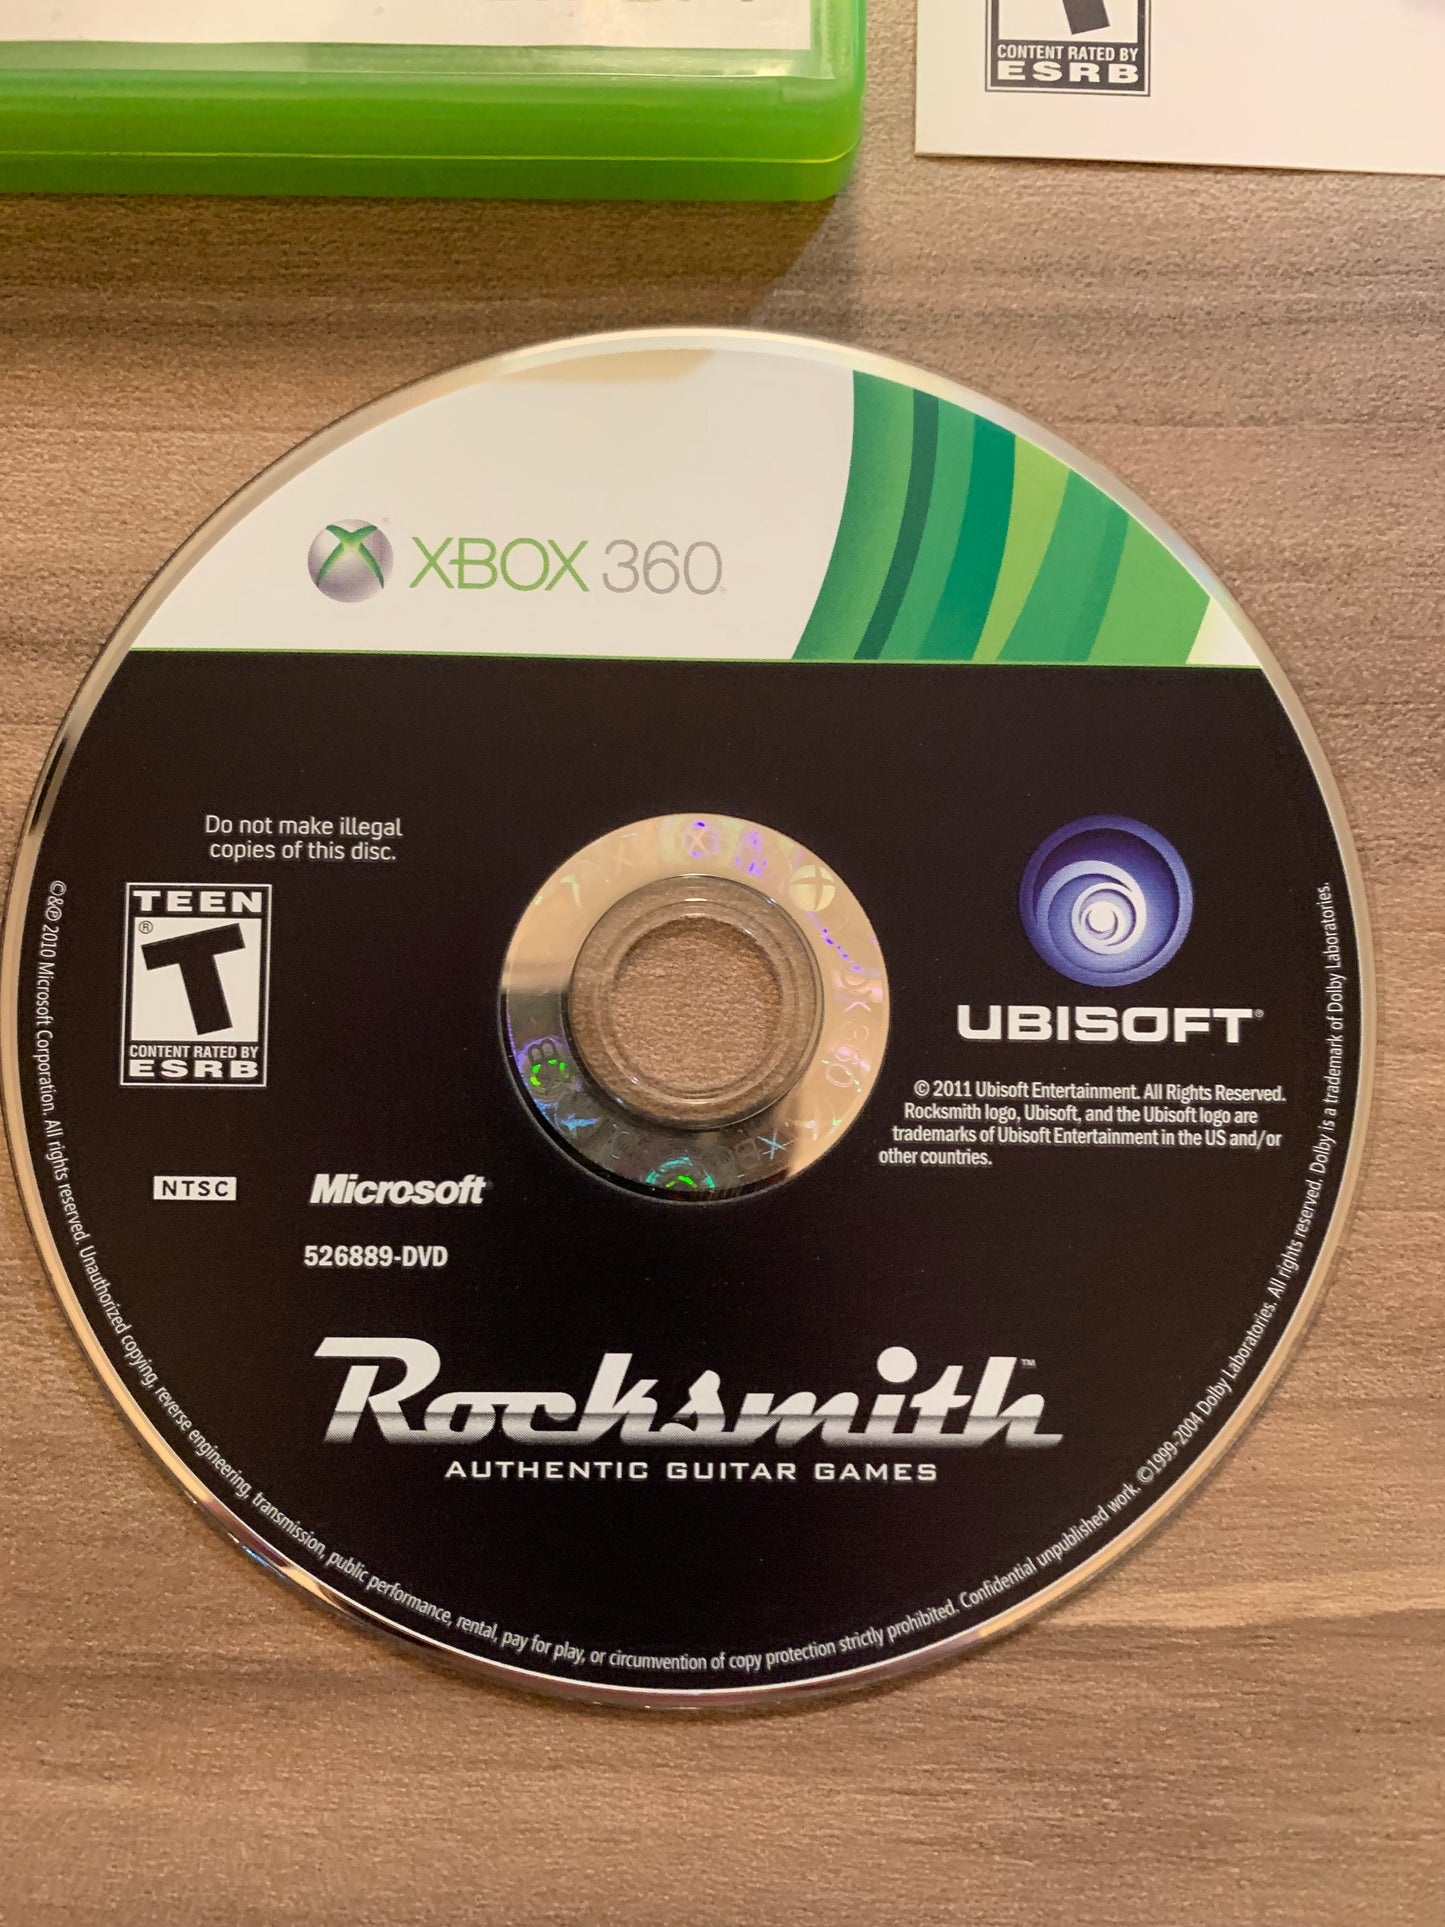 CONTENT RATED BY
ESRB
XBOX 360
Do not make illegal
copies of this disc.
TEEN
T
®
CONTENT RATED BY
ESRB
UBISOFT®
© 2011 Ubisoft Entertainment. All Rights Reserved.
Rocksmith logo, Ubisoft, and the Ubisoft logo are
trademarks of Ubisoft Entertainment in the US and/or
other countries.
NTSC
Microsoft
526889-DVD
Rocksmith™
AUTHENTIC GUITAR GAMES
©&℗ 2010 Microsoft Corporation. All rights reserved. Unauthorized copying, reverse engineering, transmission, public performance, rental, pay for play, or circumvention of copy protection strictly prohibited. Confidential unpublished work. ©1999-2004 Dolby Laboratories. All rights reserved. Dolby is a trademark of Dolby Laboratories.